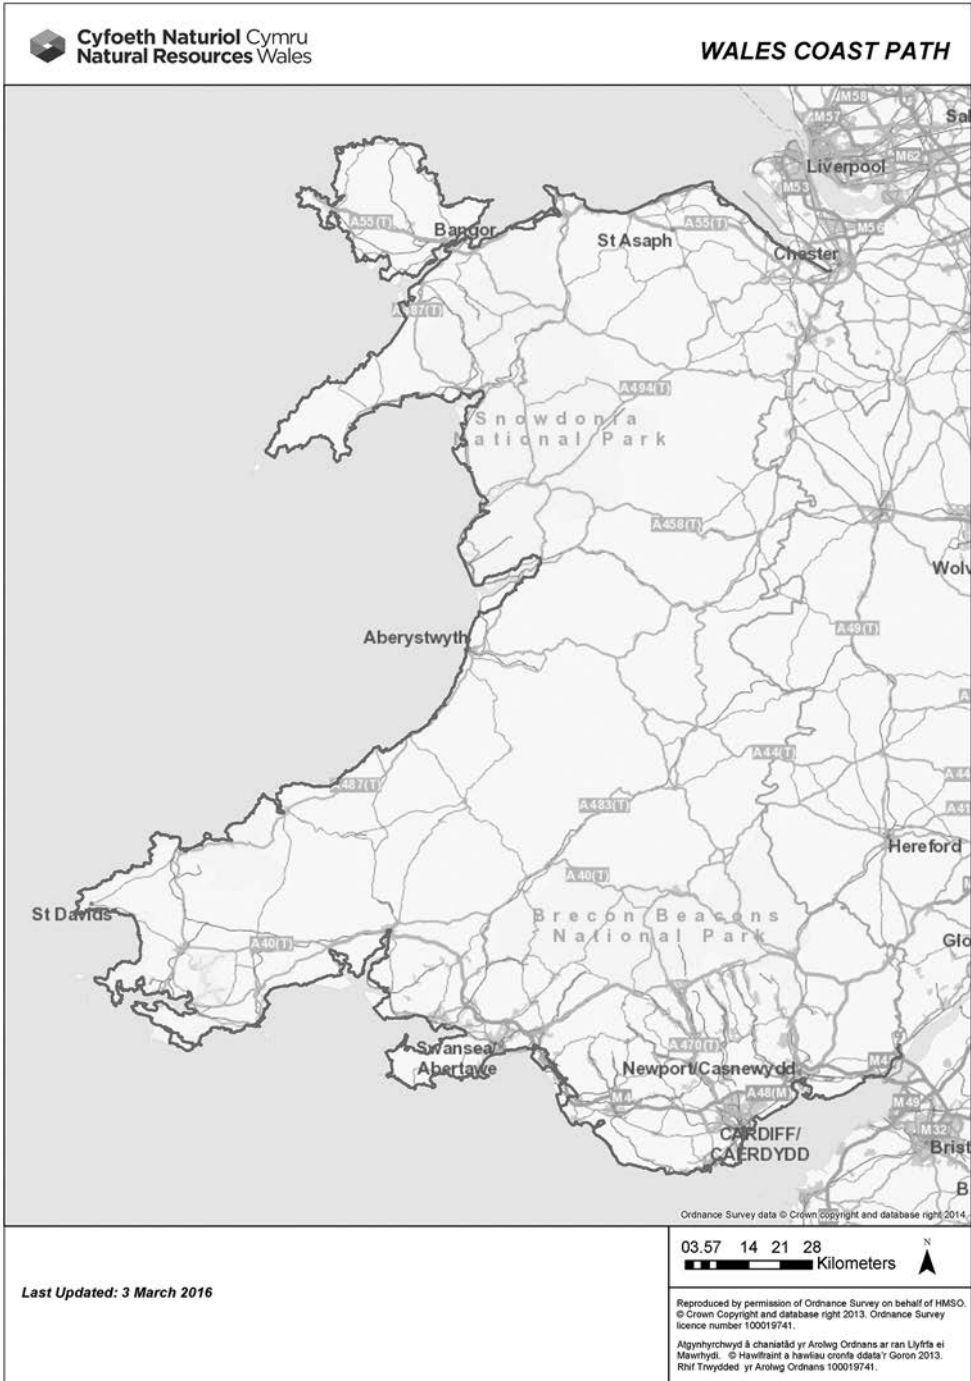 Cyfoeth Naturiol Cymru
Natural Resources Wales
WALES COAST PATH
M58
M57
Sal
Liverpool
M62
M53
A55(T)
Bangor
A55(T)
St Asaph
M56
Chester
A487(T)
A494(T)
Snowdonia
National Park
A458(T)
Wolv
Aberystwyth
A49(T)
A
A44(T)
A487(T)
A44
A483(T)
A41
Hereford
A40(T)
St Davids
Brecon Beacons
National Park
A40(T)
Glo
Swansea/
Abertawe
A470(T)
Newport/Casnewydd
M4
M4
A48(M)
M49
M32
CARDIFF/
CAERDYDD
Brist
B
Ordnance Survey data © Crown copyright and database right 2014
03.57 14 21 28
Kilometers
N
Last Updated: 3 March 2016
Reproduced by permission of Ordnance Survey on behalf of HMSO.
© Crown Copyright and database right 2013. Ordnance Survey
licence number 100019741.
Atgynhyrchwyd â chaniatâd yr Arolwg Ordnans ar ran Llyfrfa ei
Mawrhydi. © Hawlfraint a hawliau cronfa ddata'r Goron 2013.
Rhif Trwydded yr Arolwg Ordnans 100019741.